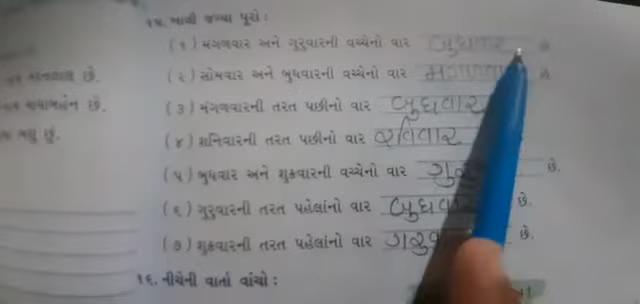 ૧૫. ખાલી જગ્યા પૂરો :
(૧) મંગળવાર અને ગુરુવારની વચ્ચેનો વાર બુધવાર છે.
(૨) સોમવાર અને બુધવારની વચ્ચેનો વાર છે.
(૩) મંગળવારની તરત પછીનો વાર બુધવાર
(૪) શનિવારની તરત પછીનો વાર રવિવાર
(૫) બુધવાર અને શુક્રવારની વચ્ચેનો વાર છે.
(૬) ગુરુવારની તરત પહેલાંનો વાર બુધવાર છે.
(૭) શુક્રવારની તરત પહેલાંનો વાર છે.
૧૬. નીચેની વાર્તા વાંચો :
છે.
છે.
છું.